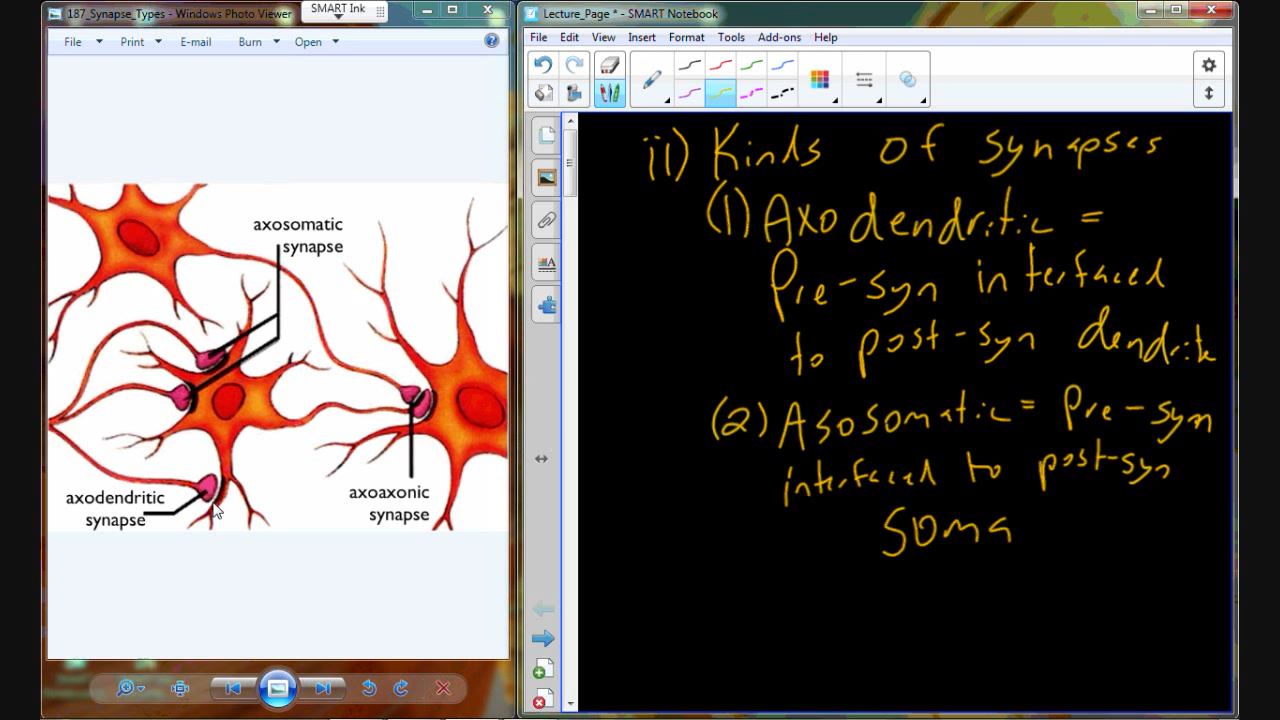 187_Synapse_Types - Windows Photo Viewer
SMART Ink
File Print E-mail Burn Open
axosomatic
synapse
axodendritic
synapse
axoaxonic
synapse
Lecture_Page * - SMART Notebook
File Edit View Insert Format Tools Add-ons Help
ii) Kinds of synapses
(1) Axodendritic =
Pre-syn interfaced
to post-syn dendrite
(2) Asosomatic = Pre-syn
interfaced to post-syn
soma